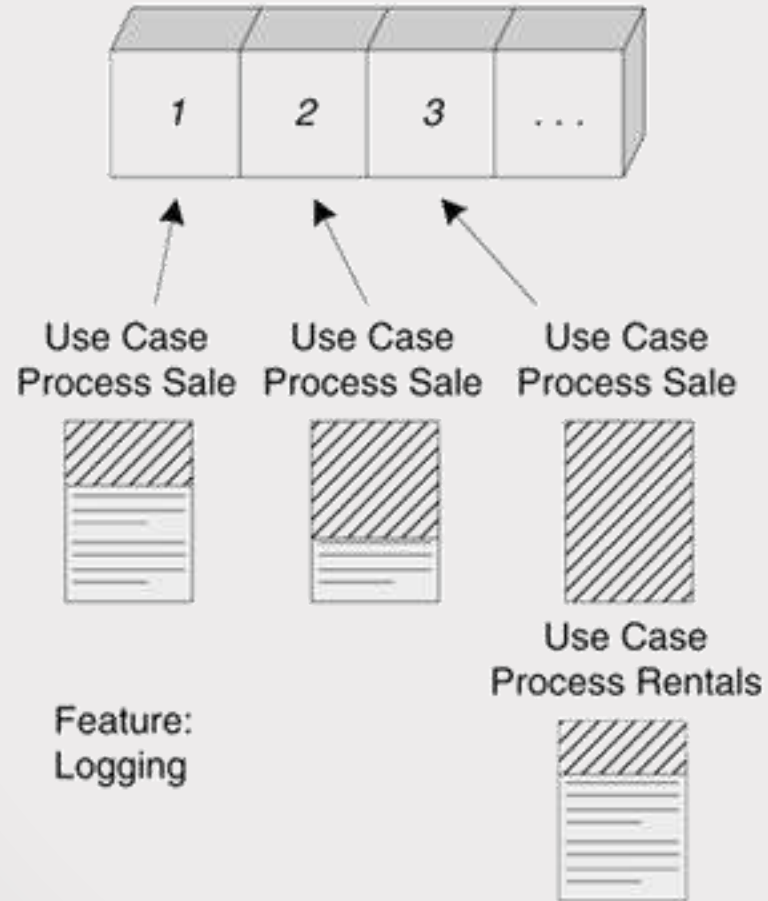 1
2
3
. . .
Use Case
Process Sale
Use Case
Process Sale
Use Case
Process Sale
Use Case
Process Rentals
Feature:
Logging